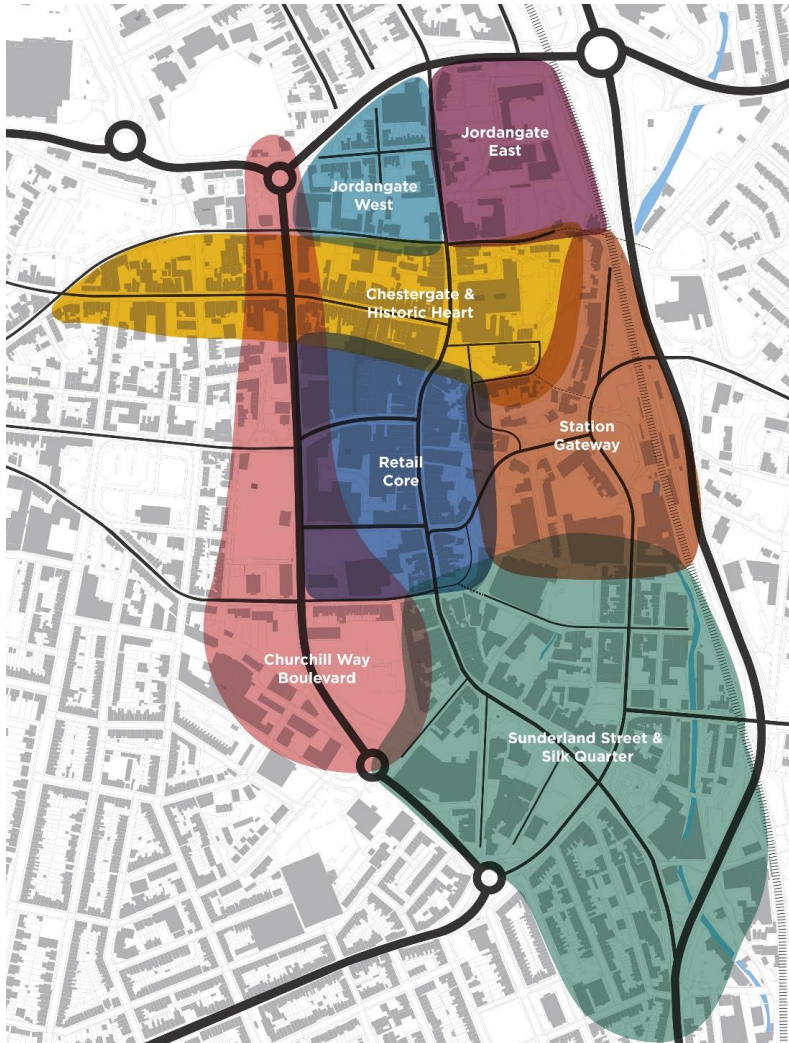 Jordangate
East
Jordangate
West
Chestergate &
Historic Heart
Station
Gateway
Retail
Core
Churchill Way
Boulevard
Sunderland Street &
Silk Quarter